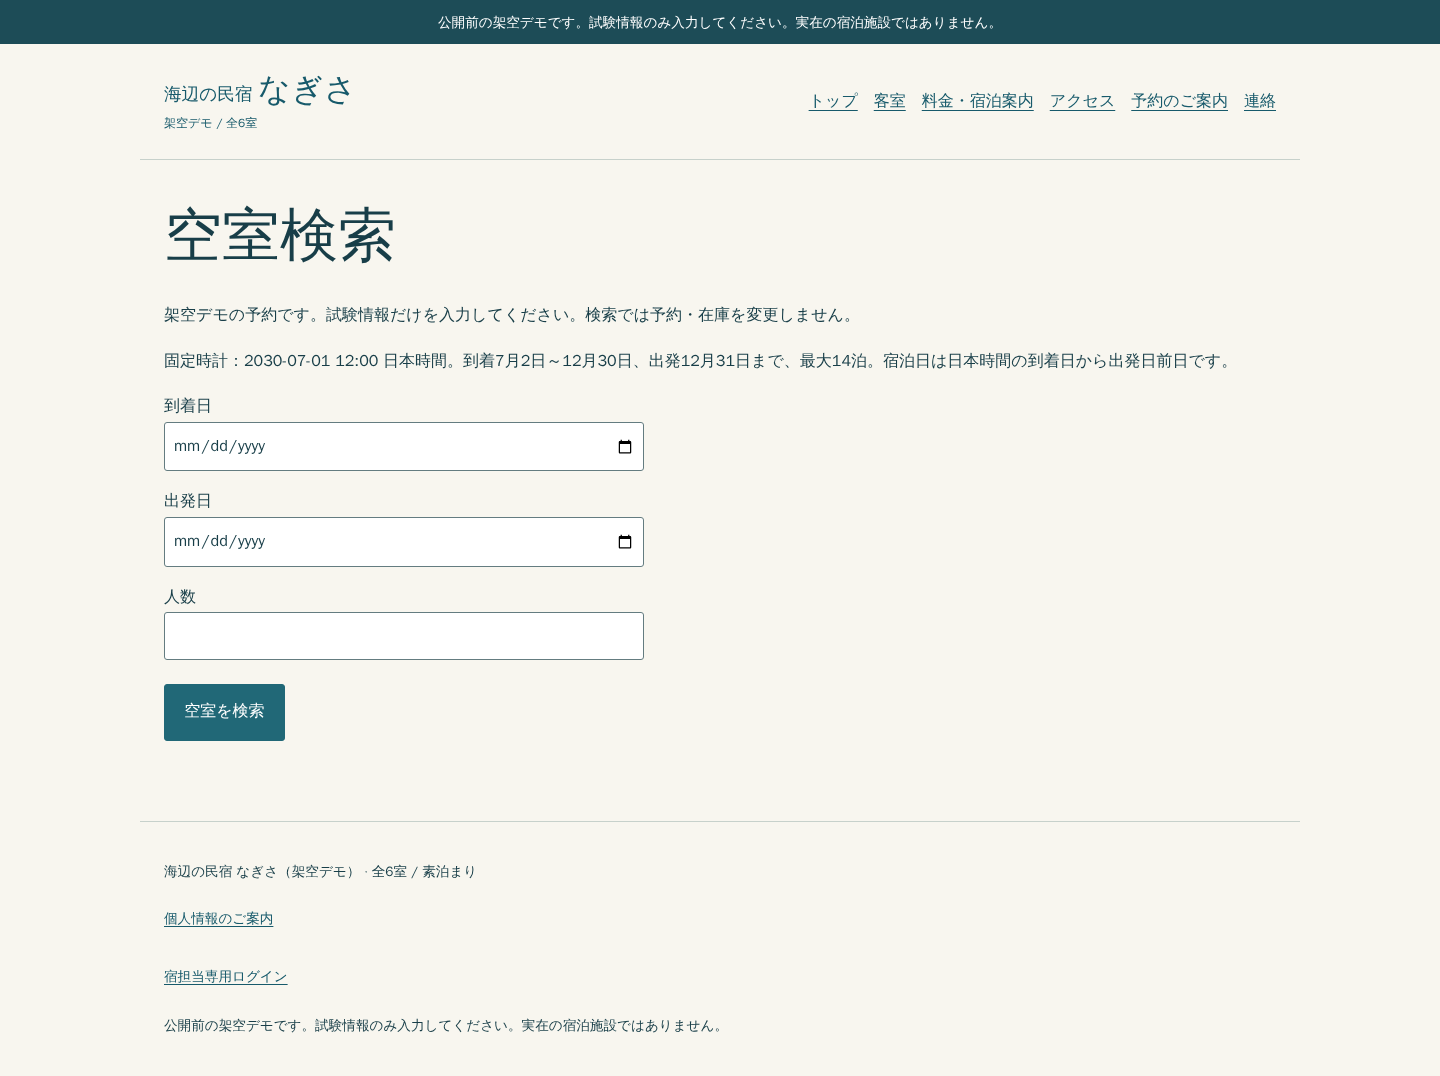 公開前の架空デモです。試験情報のみ入力してください。実在の宿泊施設ではありません。
海辺の民宿 なぎさ
架空デモ / 全6室
トップ 客室 料金・宿泊案内 アクセス 予約のご案内 連絡
空室検索
架空デモの予約です。試験情報だけを入力してください。検索では予約・在庫を変更しません。
固定時計：2030-07-01 12:00 日本時間。到着7月2日～12月30日、出発12月31日まで、最大14泊。宿泊日は日本時間の到着日から出発日前日です。
到着日
mm/dd/yyyy
出発日
mm/dd/yyyy
人数
空室を検索
海辺の民宿 なぎさ（架空デモ） · 全6室 / 素泊まり
個人情報のご案内
宿担当専用ログイン
公開前の架空デモです。試験情報のみ入力してください。実在の宿泊施設ではありません。